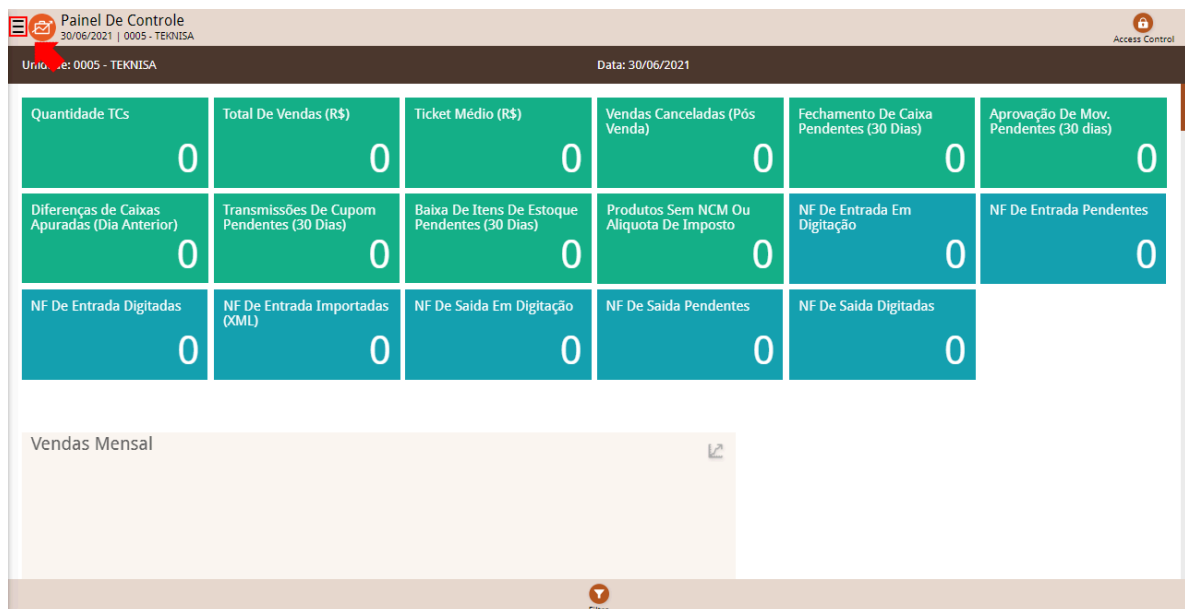 Painel De Controle
30/06/2021 | 0005 - TEKNISA
Access Control
0005 - TEKNISA
Data: 30/06/2021
Quantidade TCs
0
Total De Vendas (R$)
0
Ticket Médio (R$)
0
Vendas Canceladas (Pós
Venda)
0
Fechamento De Caixa
Pendentes (30 Dias)
0
Aprovação De Mov.
Pendentes (30 dias)
0
Diferenças de Caixas
Apuradas (Dia Anterior)
0
Transmissões De Cupom
Pendentes (30 Dias)
0
Baixa De Itens De Estoque
Pendentes (30 Dias)
0
Produtos Sem NCM Ou
Aliquota De Imposto
0
NF De Entrada Em
Digitação
0
NF De Entrada Pendentes
0
NF De Entrada Digitadas
0
NF De Entrada Importadas
(XML)
0
NF De Saida Em Digitação
0
NF De Saida Pendentes
0
NF De Saida Digitadas
0
Vendas Mensal